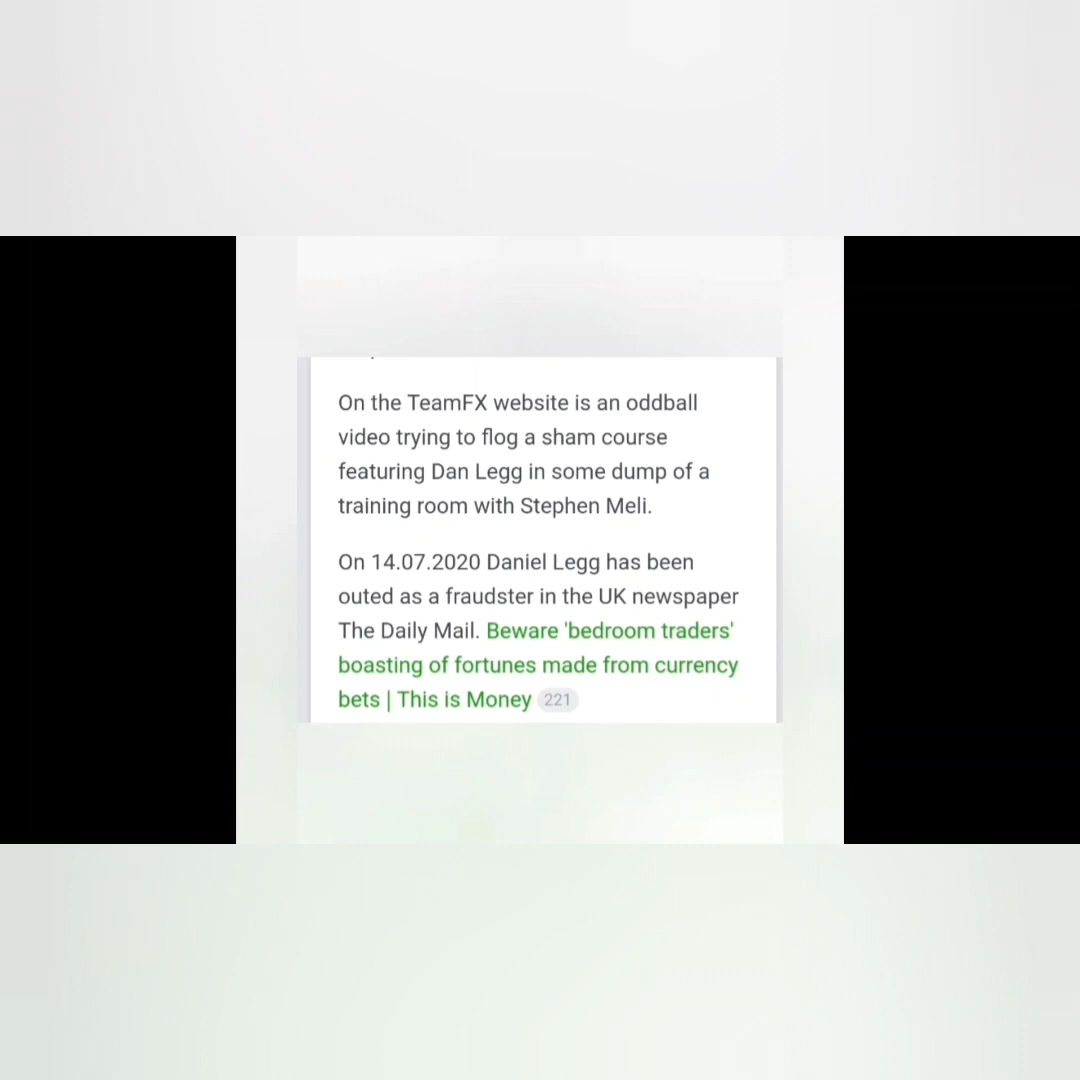 On the TeamFX website is an oddball
video trying to flog a sham course
featuring Dan Legg in some dump of a
training room with Stephen Meli.
On 14.07.2020 Daniel Legg has been
outed as a fraudster in the UK newspaper
The Daily Mail. Beware 'bedroom traders'
boasting of fortunes made from currency
bets | This is Money 221